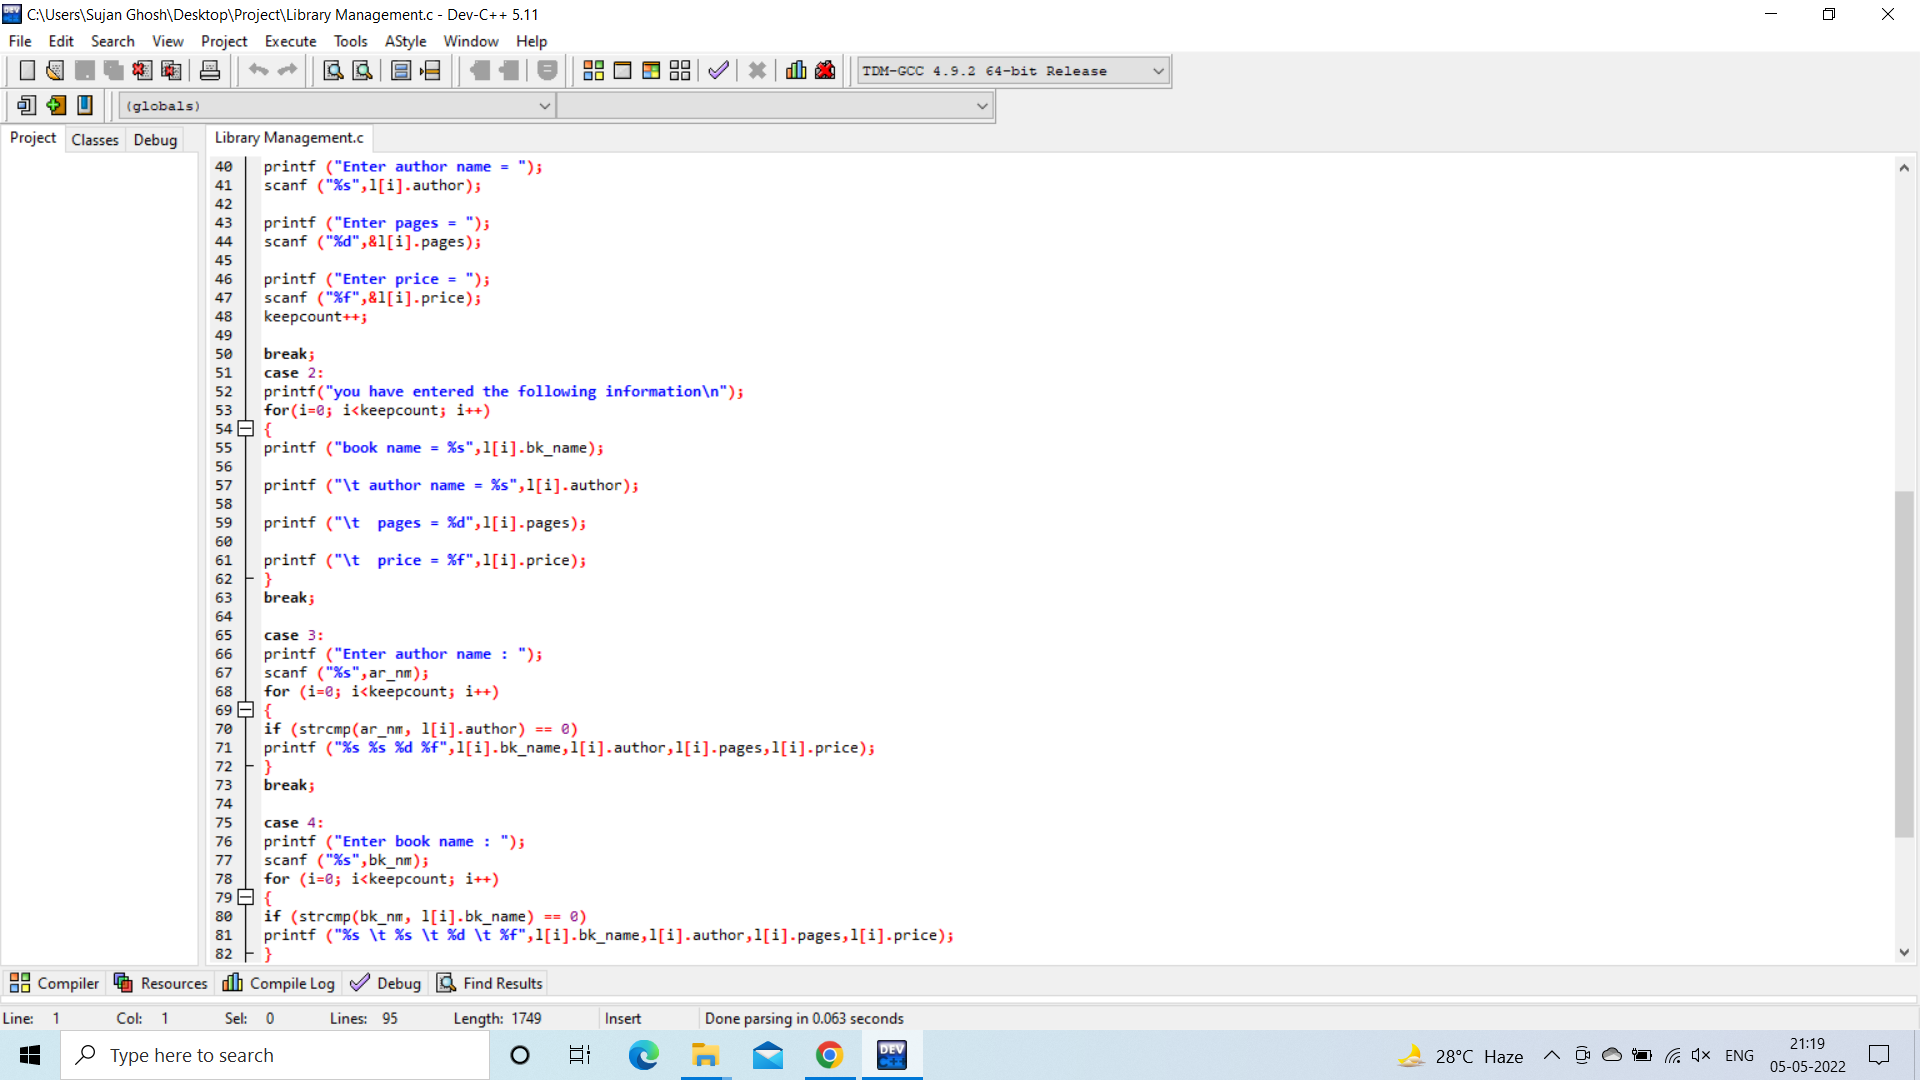 C:\Users\Sujan Ghosh\Desktop\Project\Library Management.c - Dev-C++ 5.11
File Edit Search View Project Execute Tools AStyle Window Help
TDM-GCC 4.9.2 64-bit Release
(globals)
Project Classes Debug Library Management.c
40 printf ("Enter author name = ");
41 scanf ("%s",l[i].author);
42
43 printf ("Enter pages = ");
44 scanf ("%d",&l[i].pages);
45
46 printf ("Enter price = ");
47 scanf ("%f",&l[i].price);
48 keepcount++;
49
50 break;
51 case 2:
52 printf("you have entered the following information\n");
53 for(i=0; i<keepcount; i++)
54 {
55 printf ("book name = %s",l[i].bk_name);
56
57 printf ("\t author name = %s",l[i].author);
58
59 printf ("\t  pages = %d",l[i].pages);
60
61 printf ("\t  price = %f",l[i].price);
62 }
63 break;
64
65 case 3:
66 printf ("Enter author name : ");
67 scanf ("%s",ar_nm);
68 for (i=0; i<keepcount; i++)
69 {
70 if (strcmp(ar_nm, l[i].author) == 0)
71 printf ("%s %s %d %f",l[i].bk_name,l[i].author,l[i].pages,l[i].price);
72 }
73 break;
74
75 case 4:
76 printf ("Enter book name : ");
77 scanf ("%s",bk_nm);
78 for (i=0; i<keepcount; i++)
79 {
80 if (strcmp(bk_nm, l[i].bk_name) == 0)
81 printf ("%s \t %s \t %d \t %f",l[i].bk_name,l[i].author,l[i].pages,l[i].price);
82 }
Compiler Resources Compile Log Debug Find Results
Line: 1 Col: 1 Sel: 0 Lines: 95 Length: 1749 Insert Done parsing in 0.063 seconds
Type here to search
DEV C++
28°C Haze
ENG
21:19
05-05-2022